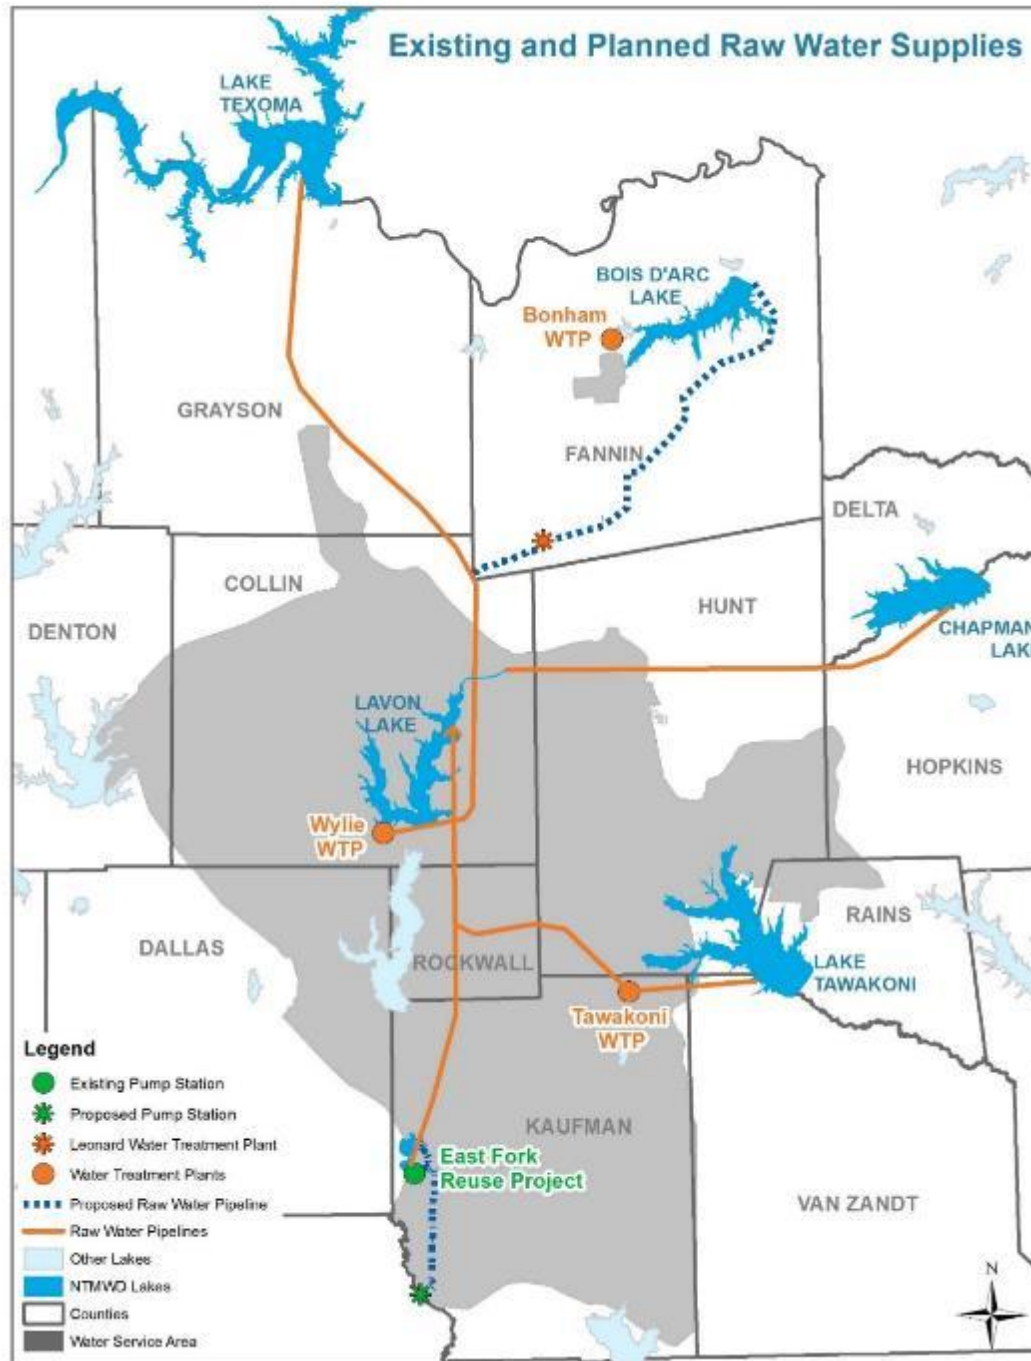 Existing and Planned Raw Water Supplies
LAKE
TEXOMA
BOIS D'ARC
LAKE
Bonham
WTP
GRAYSON
FANNIN
DELTA
COLLIN
HUNT
DENTON
CHAPMAN
LAKE
LAVON
LAKE
HOPKINS
Wylie
WTP
RAINS
DALLAS
ROCKWALL
LAKE
TAWAKONI
Tawakoni
WTP
KAUFMAN
East Fork
Reuse Project
VAN ZANDT
Legend
Existing Pump Station
Proposed Pump Station
Leonard Water Treatment Plant
Water Treatment Plants
Proposed Raw Water Pipeline
Raw Water Pipelines
Other Lakes
NTMWD Lakes
Counties
Water Service Area
N